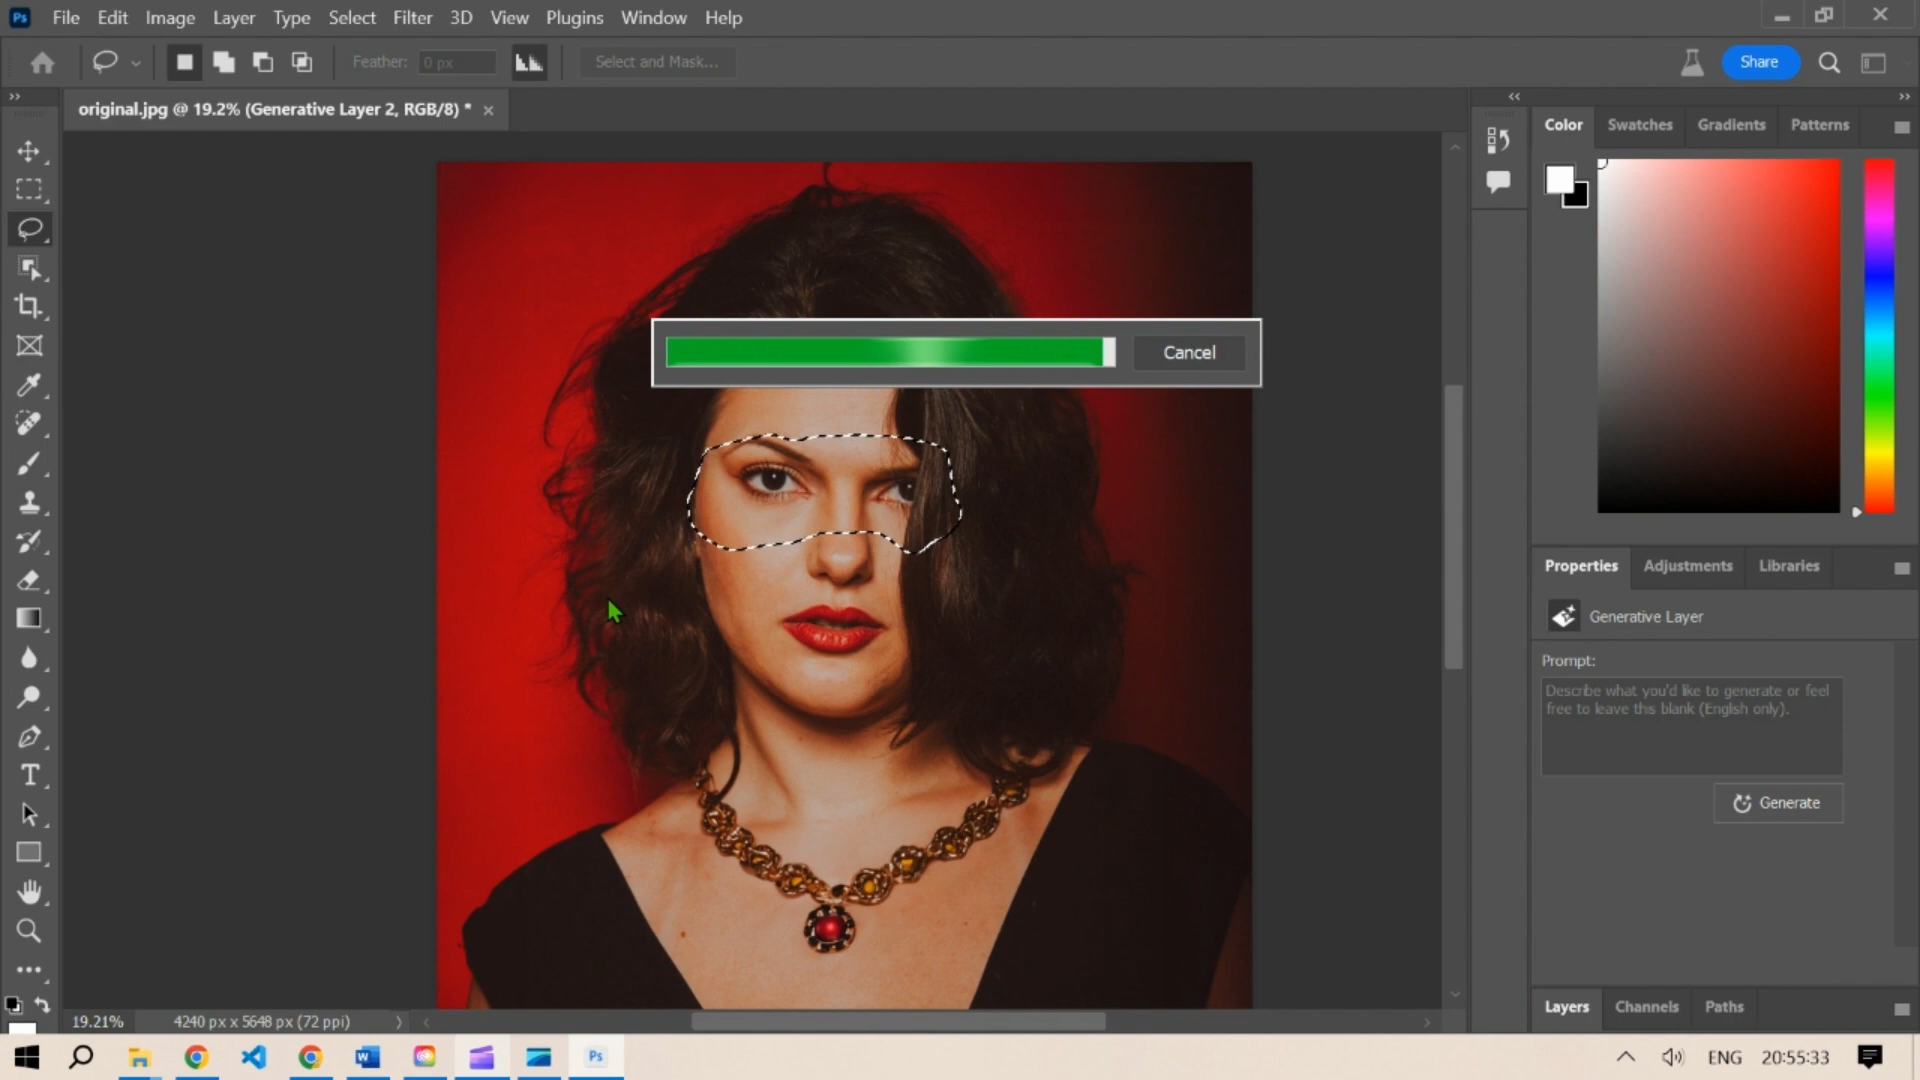 Ps File Edit Image Layer Type Select Filter 3D View Plugins Window Help
Feather: 0 px Select and Mask... Share
original.jpg @ 19.2% (Generative Layer 2, RGB/8) *
Color Swatches Gradients Patterns
Cancel
Properties Adjustments Libraries
Generative Layer
Prompt:
Describe what you'd like to generate or feel
free to leave this blank (English only).
Generate
Layers Channels Paths
19.21% 4240 px x 5648 px (72 ppi)
W Ps ENG 20:55:33